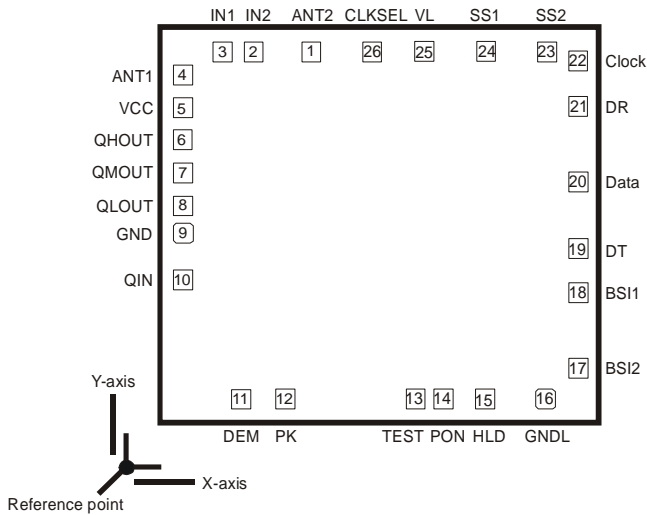 IN1 IN2 ANT2 CLKSEL VL SS1 SS2
3 2 1 26 25 24 23
22 Clock
ANT1 4
VCC 5
21 DR
QHOUT 6
QMOUT 7
20 Data
QLOUT 8
GND 9
19 DT
QIN 10
18 BSI1
17 BSI2
Y-axis
11 12 13 14 15 16
DEM PK TEST PON HLD GNDL
X-axis
Reference point